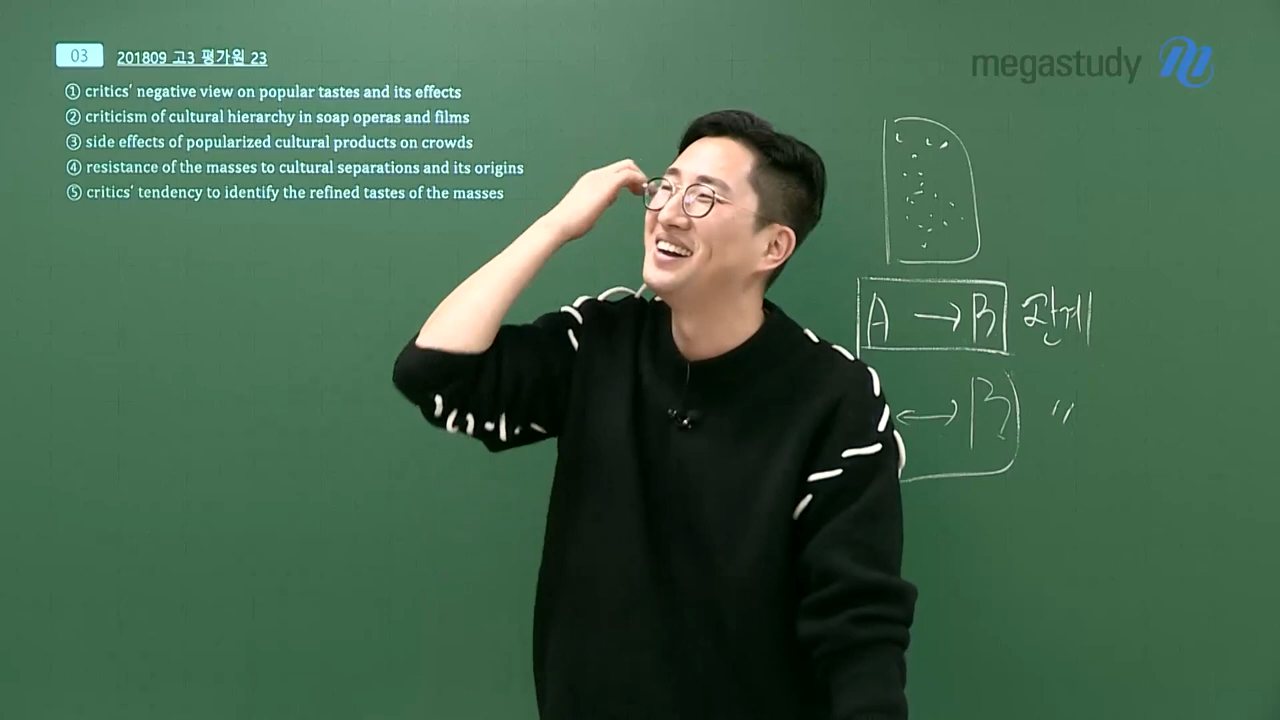 03 201809 고3 평가원 23
① critics' negative view on popular tastes and its effects
② criticism of cultural hierarchy in soap operas and films
③ side effects of popularized cultural products on crowds
④ resistance of the masses to cultural separations and its origins
⑤ critics' tendency to identify the refined tastes of the masses
megastudy
A → B 관계
↔ B 〃